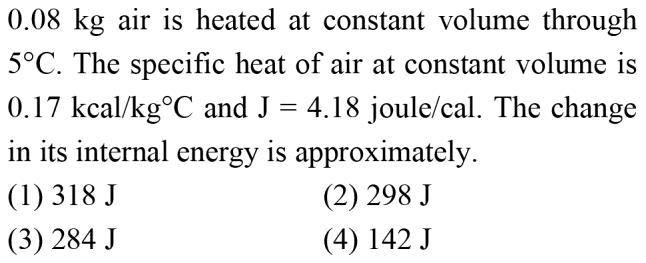 0.08 kg air is heated at constant volume through
5°C. The specific heat of air at constant volume is
0.17 kcal/kg°C and J = 4.18 joule/cal. The change
in its internal energy is approximately.
(1) 318 J (2) 298 J
(3) 284 J (4) 142 J